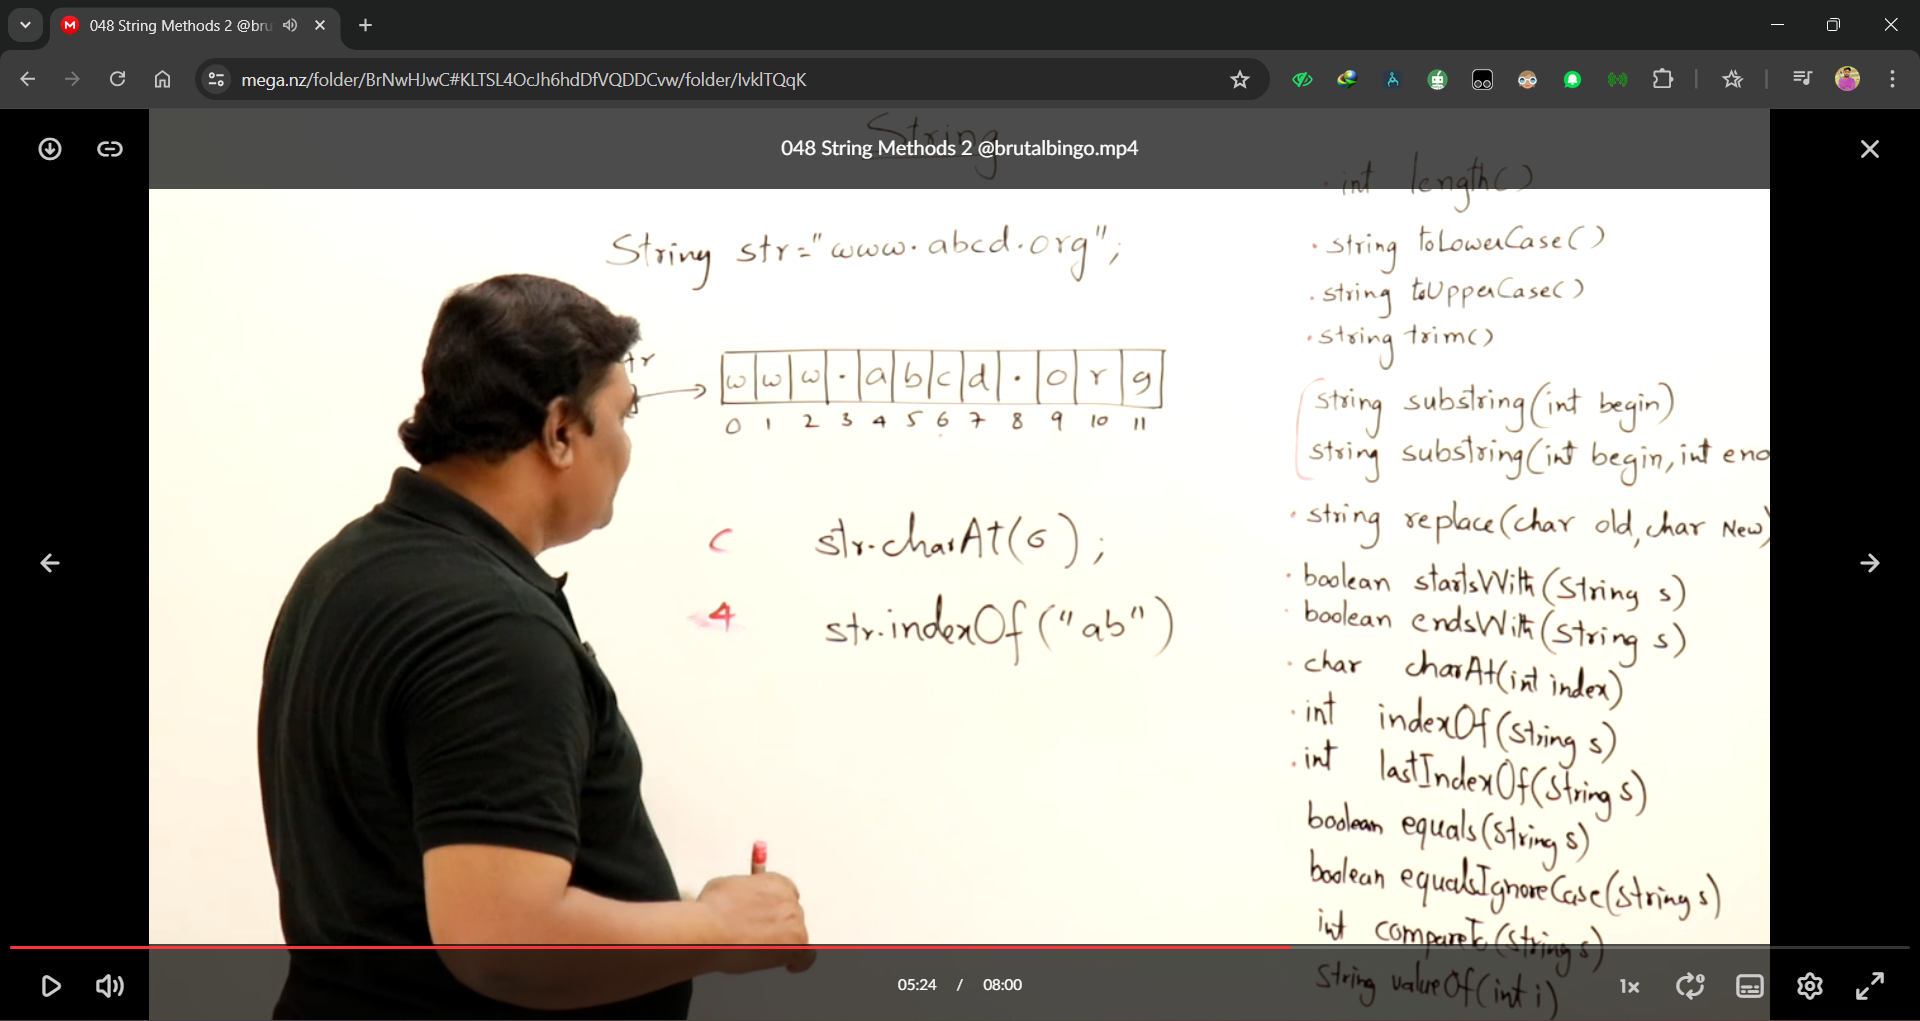 048 String Methods 2 @bru
mega.nz/folder/BrNwHJwC#KLTSL4OcJh6hdDfVQDDCvw/folder/IvklTQqK
String
048 String Methods 2 @brutalbingo.mp4
String str="www.abcd.org";
tr
w w w . a b c d . o r g
0 1 2 3 4 5 6 7 8 9 10 11
C str.charAt(6);
4 str.indexOf("ab")
· int length()
· string toLowerCase()
· string toUpperCase()
· string trim()
string substring(int begin)
string substring(int begin, int end
· string replace(char old, char New)
· boolean startsWith(String s)
· boolean endsWith(String s)
· char charAt(int index)
· int indexOf(String s)
· int lastIndexOf(String s)
boolean equals(String s)
boolean equalsIgnoreCase(String s)
int compareTo(String s)
String valueOf(int i)
05:24 / 08:00
1x